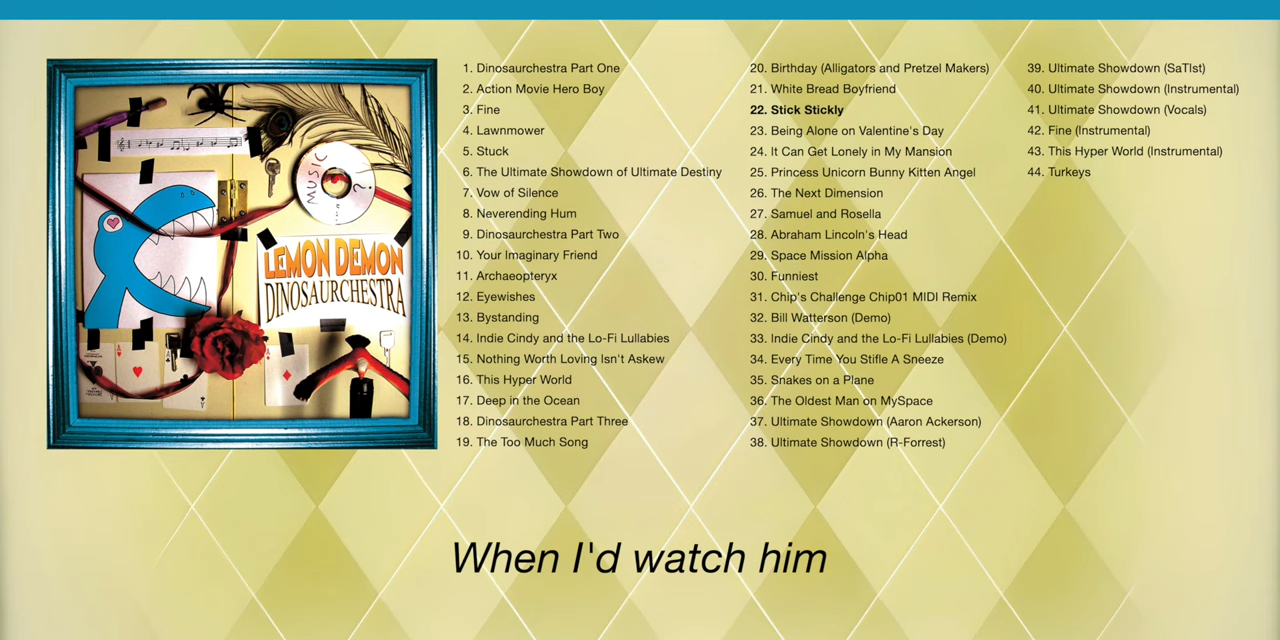 MUSIC
LEMON DEMON
DINOSAURCHESTRA
1. Dinosaurchestra Part One
2. Action Movie Hero Boy
3. Fine
4. Lawnmower
5. Stuck
6. The Ultimate Showdown of Ultimate Destiny
7. Vow of Silence
8. Neverending Hum
9. Dinosaurchestra Part Two
10. Your Imaginary Friend
11. Archaeopteryx
12. Eyewishes
13. Bystanding
14. Indie Cindy and the Lo-Fi Lullabies
15. Nothing Worth Loving Isn't Askew
16. This Hyper World
17. Deep in the Ocean
18. Dinosaurchestra Part Three
19. The Too Much Song
20. Birthday (Alligators and Pretzel Makers)
21. White Bread Boyfriend
22. Stick Stickly
23. Being Alone on Valentine's Day
24. It Can Get Lonely in My Mansion
25. Princess Unicorn Bunny Kitten Angel
26. The Next Dimension
27. Samuel and Rosella
28. Abraham Lincoln's Head
29. Space Mission Alpha
30. Funniest
31. Chip's Challenge Chip01 MIDI Remix
32. Bill Watterson (Demo)
33. Indie Cindy and the Lo-Fi Lullabies (Demo)
34. Every Time You Stifle A Sneeze
35. Snakes on a Plane
36. The Oldest Man on MySpace
37. Ultimate Showdown (Aaron Ackerson)
38. Ultimate Showdown (R-Forrest)
39. Ultimate Showdown (SaTIst)
40. Ultimate Showdown (Instrumental)
41. Ultimate Showdown (Vocals)
42. Fine (Instrumental)
43. This Hyper World (Instrumental)
44. Turkeys
When I'd watch him